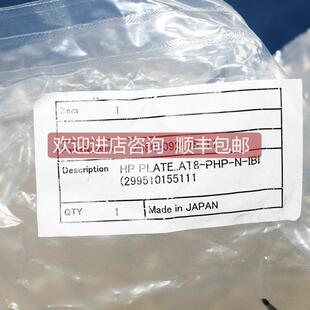 Item 1
欢迎进店咨询 顺丰包邮
Description HP PLATE..AT8-PHP-N-IBI
(299510155111
QTY 1 Made in JAPAN